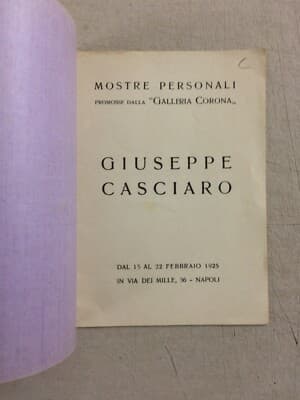 C
MOSTRE PERSONALI
PROMOSSE DALLA "GALLERIA CORONA„
GIUSEPPE
CASCIARO
DAL 15 AL 22 FEBBRAIO 1925
IN VIA DEI MILLE, 36 - NAPOLI